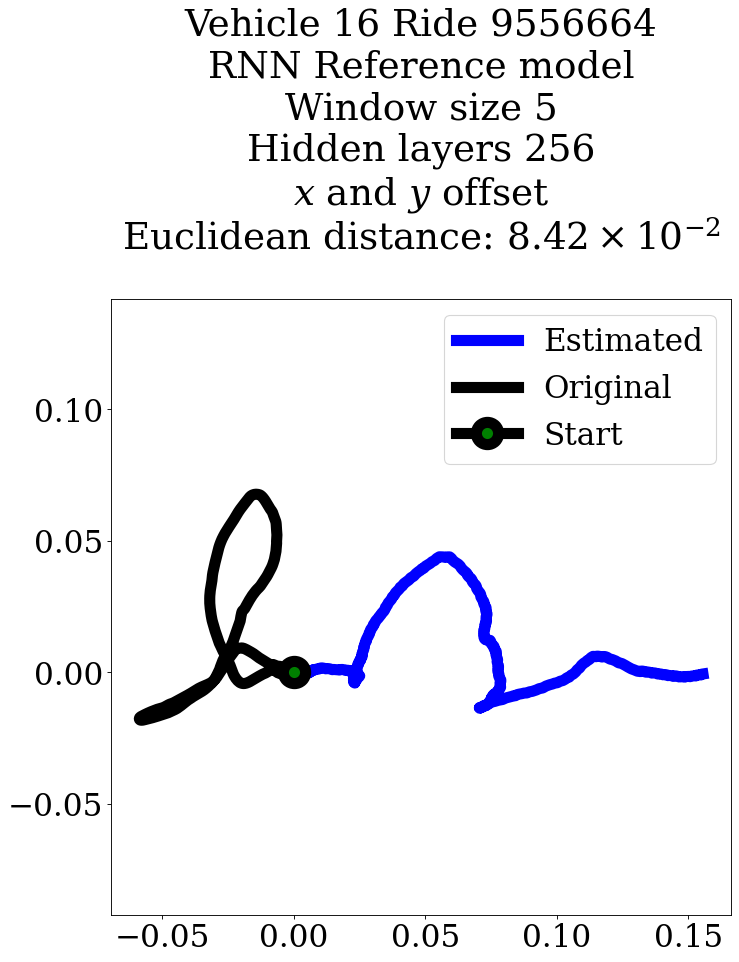 Vehicle 16 Ride 9556664
RNN Reference model
Window size 5
Hidden layers 256
x and y offset
Euclidean distance: 8.42 × 10⁻²
Estimated
Original
Start
0.10
0.05
0.00
−0.05
−0.05 0.00 0.05 0.10 0.15